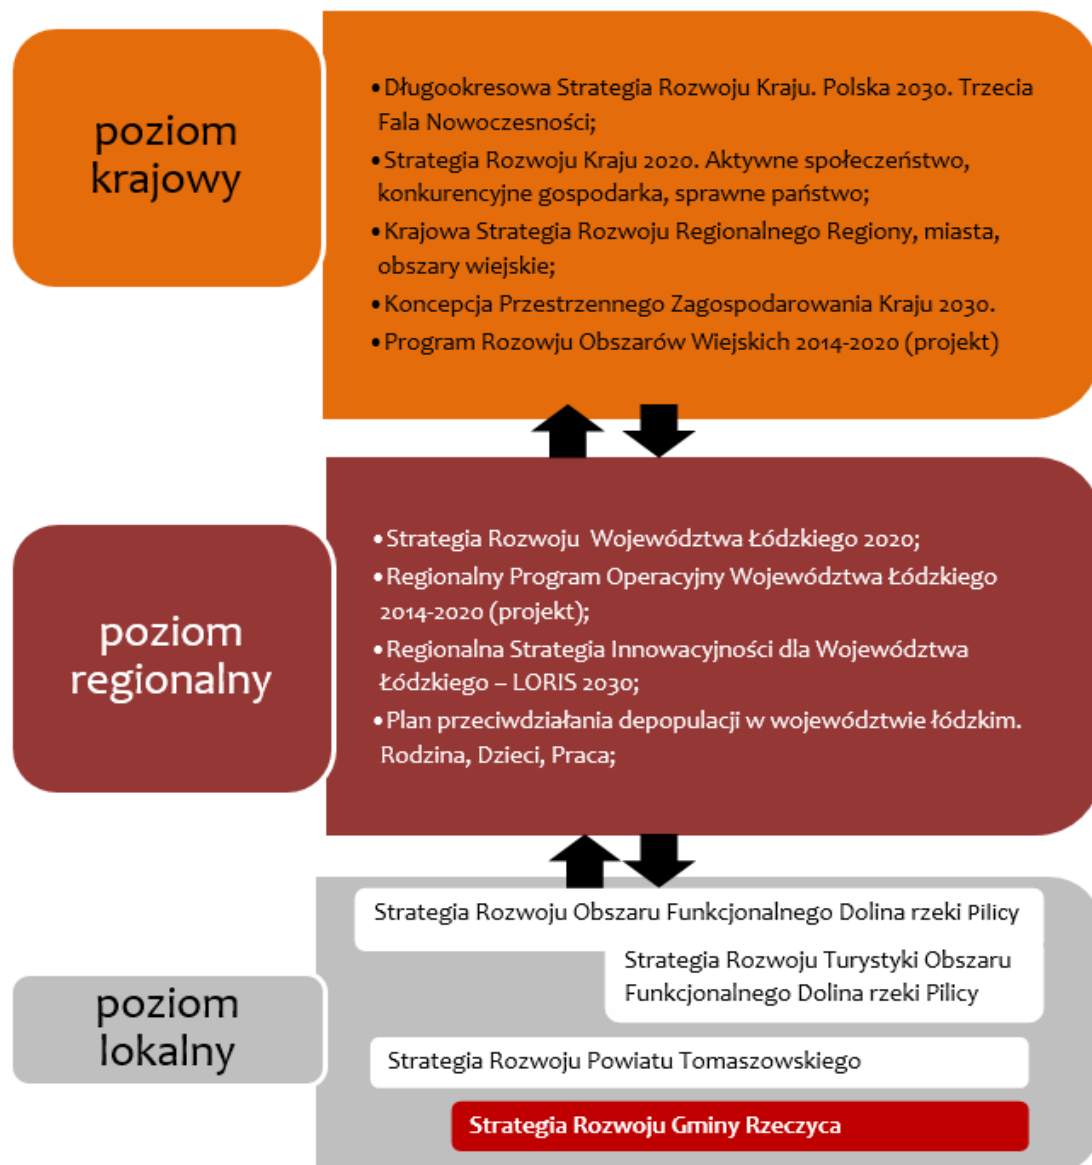 poziom
krajowy
•Długookresowa Strategia Rozwoju Kraju. Polska 2030. Trzecia
Fala Nowoczesności;
•Strategia Rozwoju Kraju 2020. Aktywne społeczeństwo,
konkurencyjne gospodarka, sprawne państwo;
•Krajowa Strategia Rozwoju Regionalnego Regiony, miasta,
obszary wiejskie;
•Koncepcja Przestrzennego Zagospodarowania Kraju 2030.
•Program Rozowju Obszarów Wiejskich 2014-2020 (projekt)
poziom
regionalny
•Strategia Rozwoju Województwa Łódzkiego 2020;
•Regionalny Program Operacyjny Województwa Łódzkiego
2014-2020 (projekt);
•Regionalna Strategia Innowacyjności dla Województwa
Łódzkiego – LORIS 2030;
•Plan przeciwdziałania depopulacji w województwie łódzkim.
Rodzina, Dzieci, Praca;
poziom
lokalny
Strategia Rozwoju Obszaru Funkcjonalnego Dolina rzeki Pilicy
Strategia Rozwoju Turystyki Obszaru
Funkcjonalnego Dolina rzeki Pilicy
Strategia Rozwoju Powiatu Tomaszowskiego
Strategia Rozwoju Gminy Rzeczyca